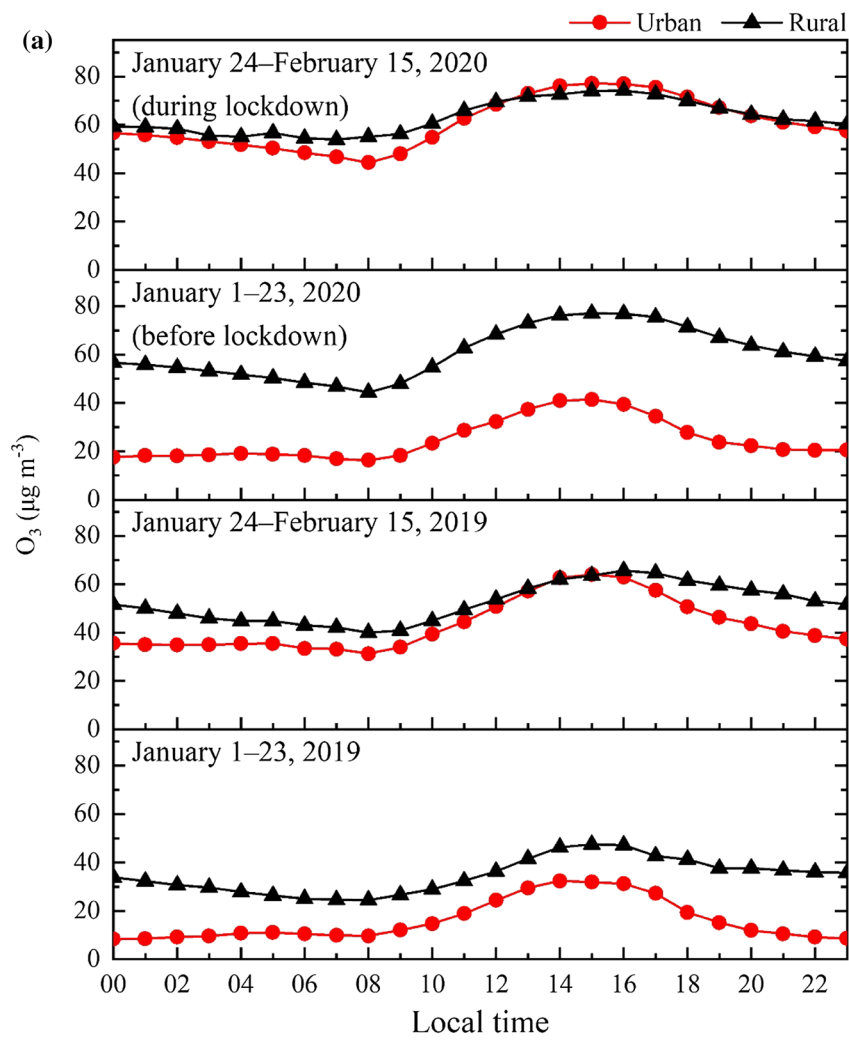 Urban Rural
(a)
January 24–February 15, 2020
(during lockdown)
80
60
40
20
0
January 1–23, 2020
(before lockdown)
80
60
40
20
0
January 24–February 15, 2019
80
60
40
20
0
January 1–23, 2019
80
60
40
20
0
O₃ (μg m⁻³)
00 02 04 06 08 10 12 14 16 18 20 22
Local time